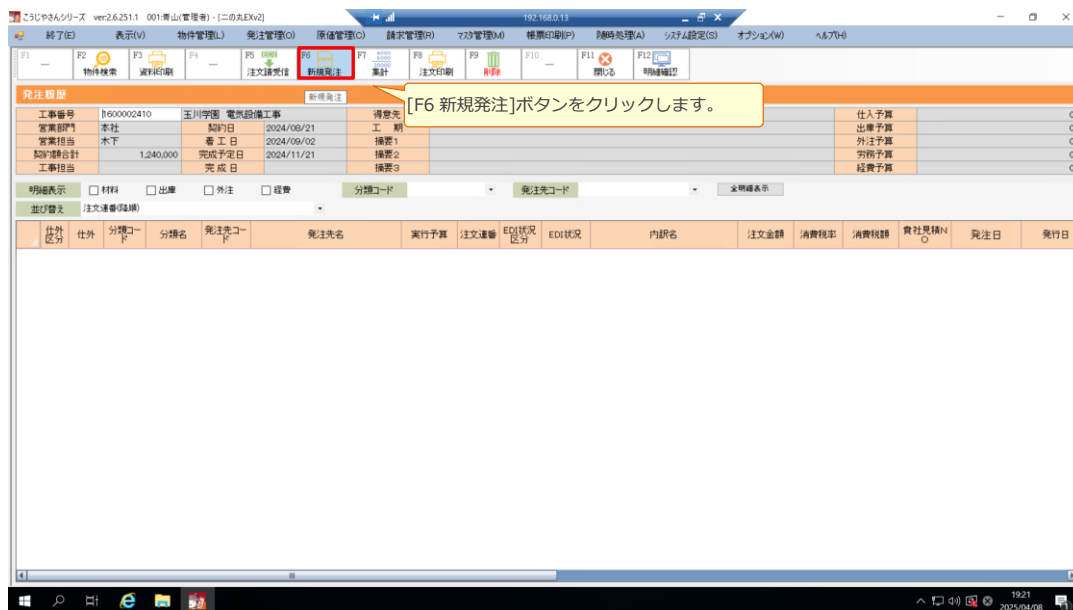 こうじやさんシリーズ ver:2.6.251.1 001:青山(管理者) - [二の丸EXv2]
192.168.0.13
終了(E) 表示(V) 物件管理(L) 発注管理(O) 原価管理(C) 請求管理(R) マスタ管理(M) 帳票印刷(P) 随時処理(A) システム設定(S) オプション(W) ヘルプ(H)
F1 F2 F3 F4 F5 F6 F7 F8 F9 F10 F11 F12
物件検索 資料印刷 注文請受信 新規発注 集計 注文印刷 削除 閉じる 明細確認
発注履歴
新規発注
[F6 新規発注]ボタンをクリックします。
工事番号 1600002410 玉川学園 電気設備工事 得意先 仕入予算 0
営業部門 本社 契約日 2024/08/21 工 期 出庫予算 0
営業担当 木下 着工日 2024/09/02 摘要1 外注予算 0
契約額合計 1,240,000 完成予定日 2024/11/21 摘要2 労務予算 0
工事担当 完成日 摘要3 経費予算 0
明細表示 材料 出庫 外注 経費 分類コード 発注先コード 全明細表示
並び替え 注文連番(降順)
仕外区分 仕外 分類コード 分類名 発注先コード 発注先名 実行予算 注文連番 EDI状況区分 EDI状況 内訳名 注文金額 消費税率 消費税額 貴社見積NO 発注日 発行日
19:21
2025/04/08